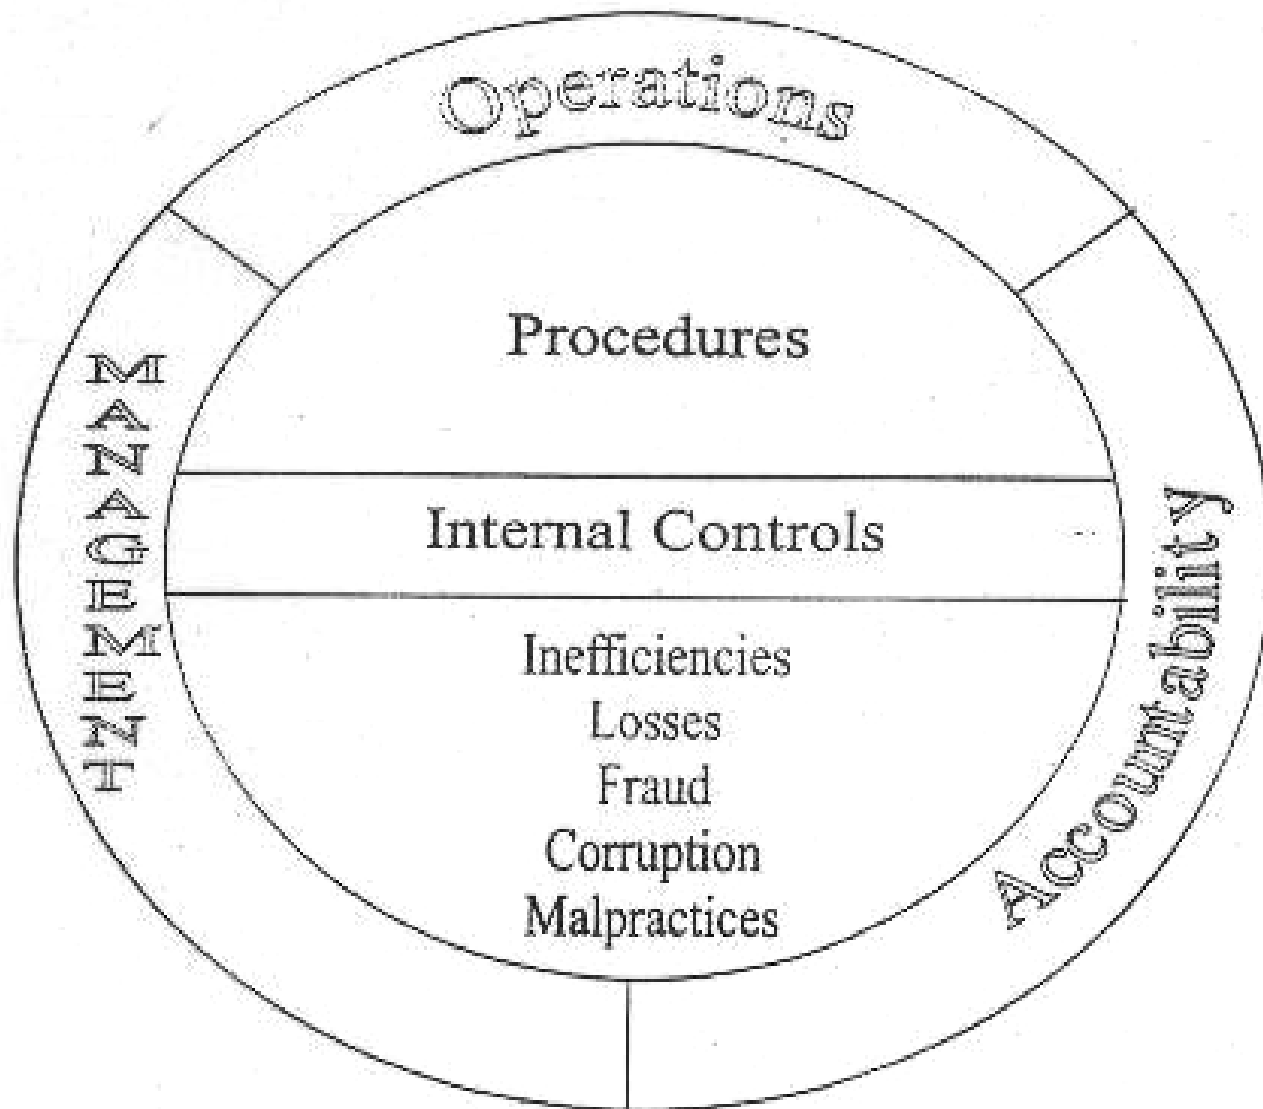 Operations
Procedures
MANAGEMENT
Internal Controls
Accountability
Inefficiencies
Losses
Fraud
Corruption
Malpractices